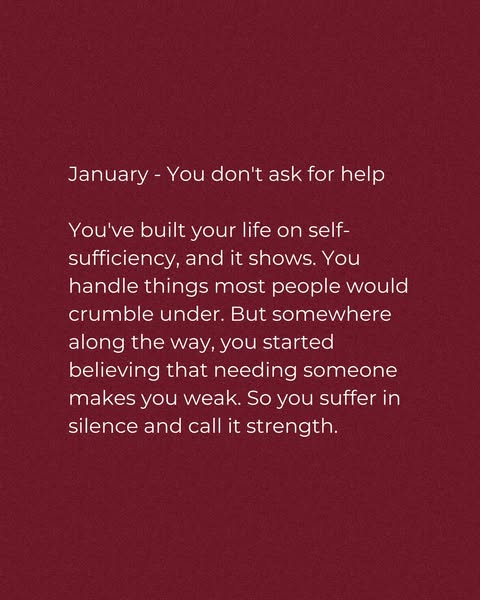 January - You don't ask for help
You've built your life on self-
sufficiency, and it shows. You
handle things most people would
crumble under. But somewhere
along the way, you started
believing that needing someone
makes you weak. So you suffer in
silence and call it strength.